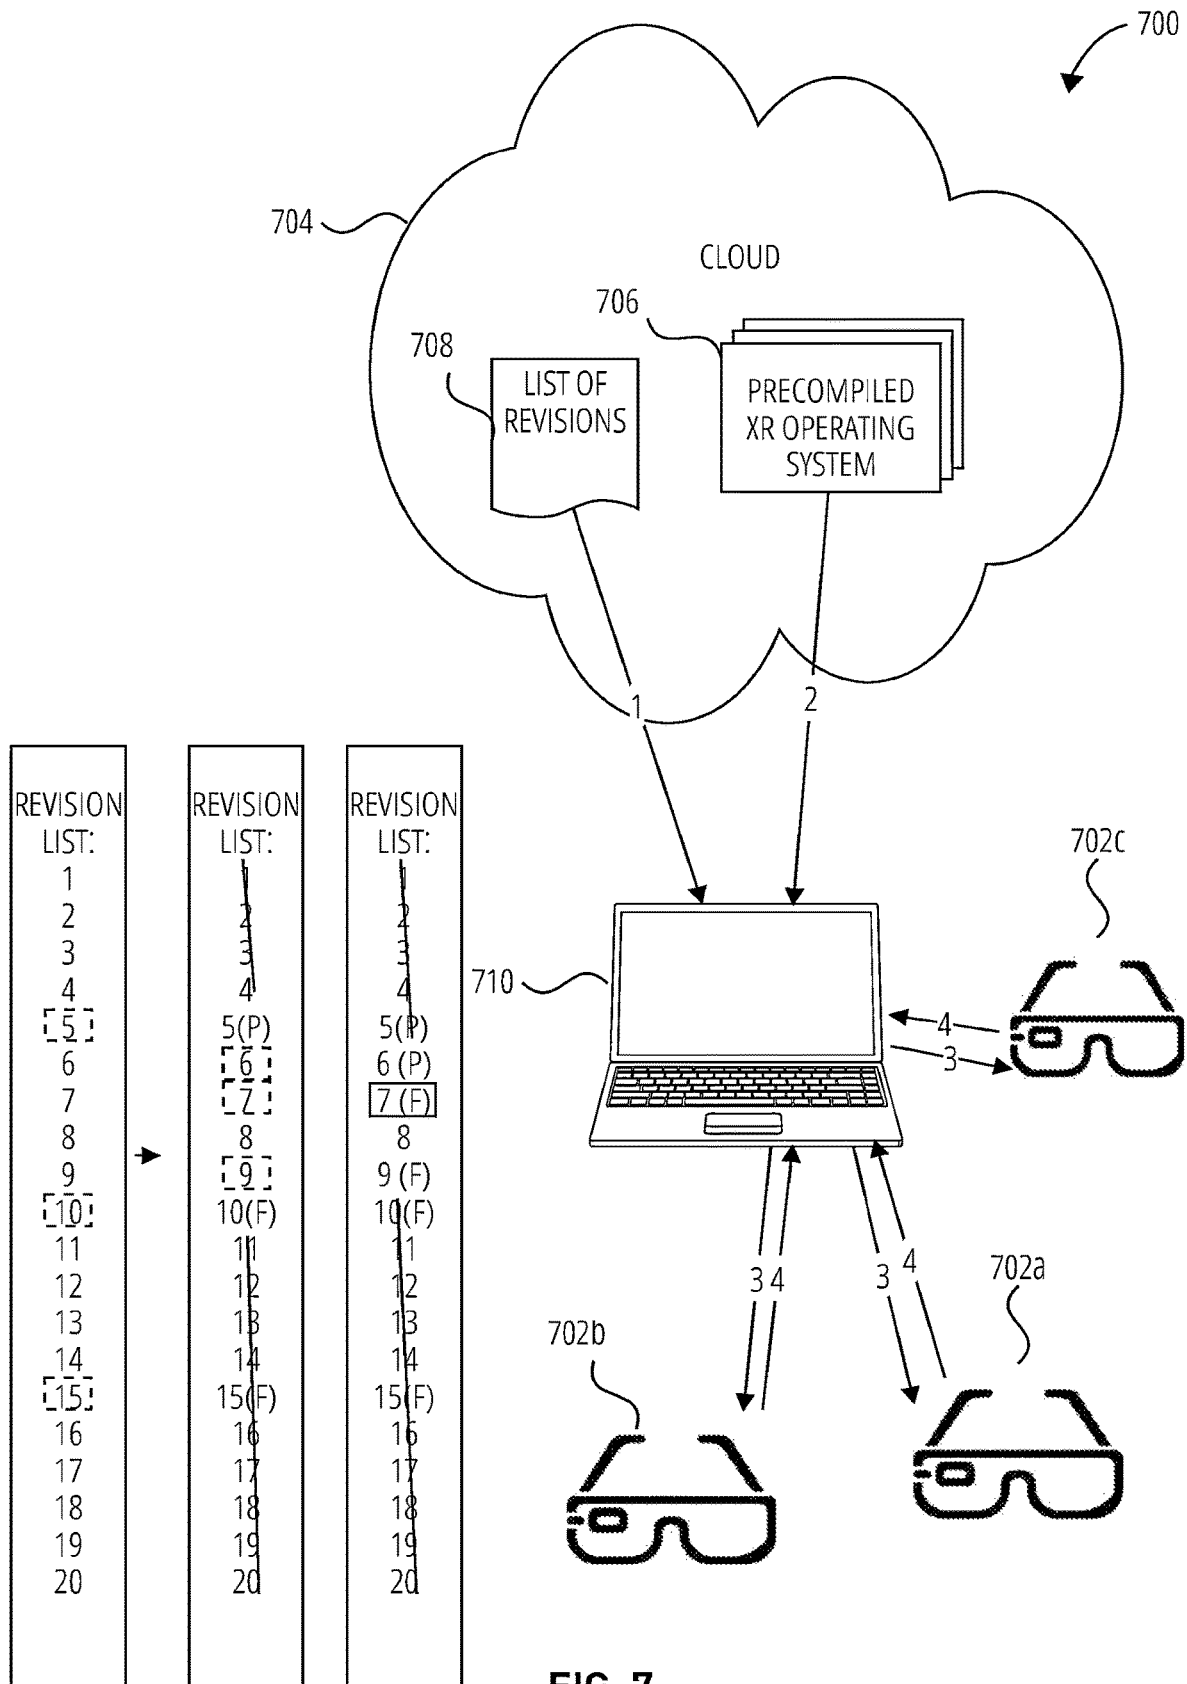 700
704
CLOUD
706
708
LIST OF
REVISIONS
PRECOMPILED
XR OPERATING
SYSTEM
1
2
REVISION
LIST:
1
2
3
4
5
6
7
8
9
10
11
12
13
14
15
16
17
18
19
20
REVISION
LIST:
1
2
3
4
5(P)
6
7
8
9
10(F)
11
12
13
14
15(F)
16
17
18
19
20
REVISION
LIST:
1
2
3
4
5(P)
6 (P)
7 (F)
8
9 (F)
10(F)
11
12
13
14
15(F)
16
17
18
19
20
710
702c
4
3
3 4
3
4
702a
702b
FIG. 7